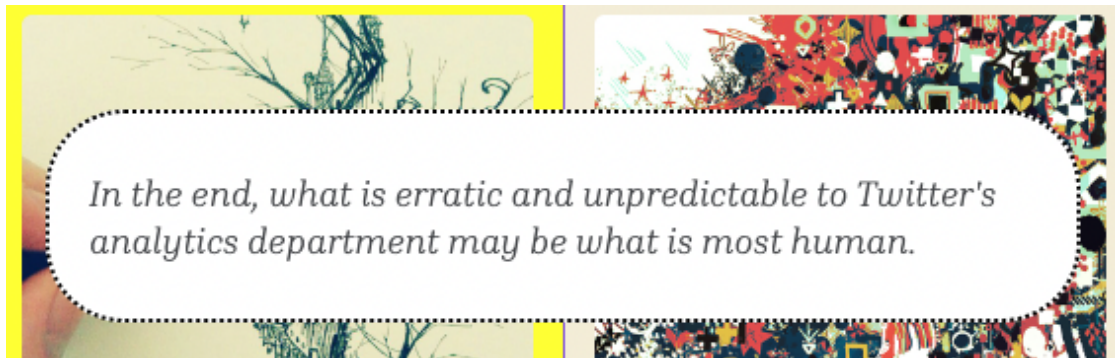 In the end, what is erratic and unpredictable to Twitter's
analytics department may be what is most human.